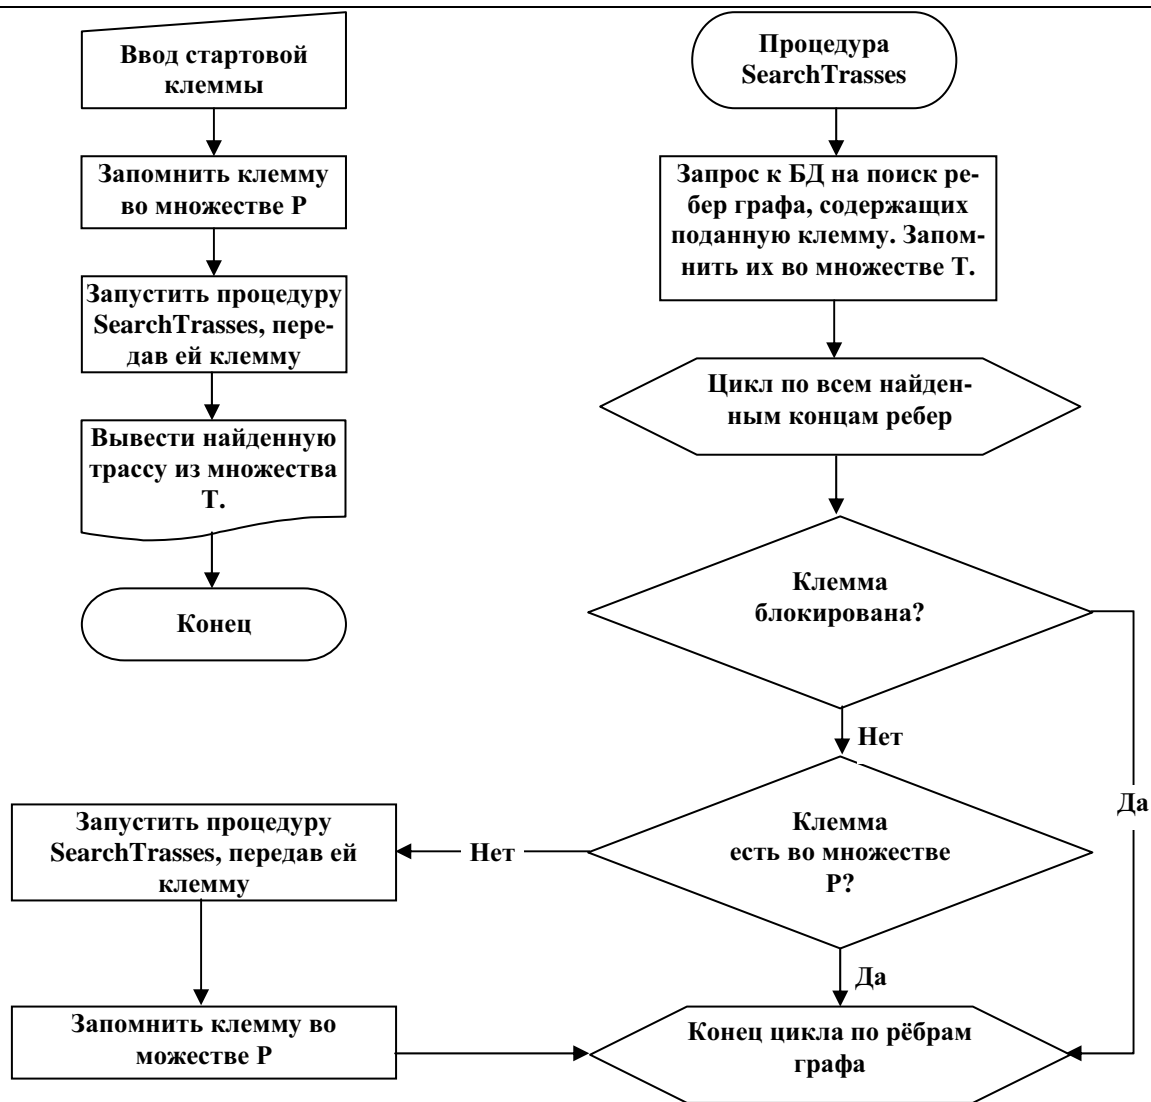 Ввод стартовой
клеммы
Запомнить клемму
во множестве P
Запустить процедуру
SearchTrasses, пере-
дав ей клемму
Вывести найденную
трассу из множества
T.
Конец
Процедура
SearchTrasses
Запрос к БД на поиск ре-
бер графа, содержащих
поданную клемму. Запом-
нить их во множестве T.
Цикл по всем найден-
ным концам ребер
Клемма
блокирована?
Нет
Да
Клемма
есть во множестве
P?
Нет
Запустить процедуру
SearchTrasses, передав ей
клемму
Да
Запомнить клемму во
можестве P
Конец цикла по рёбрам
графа